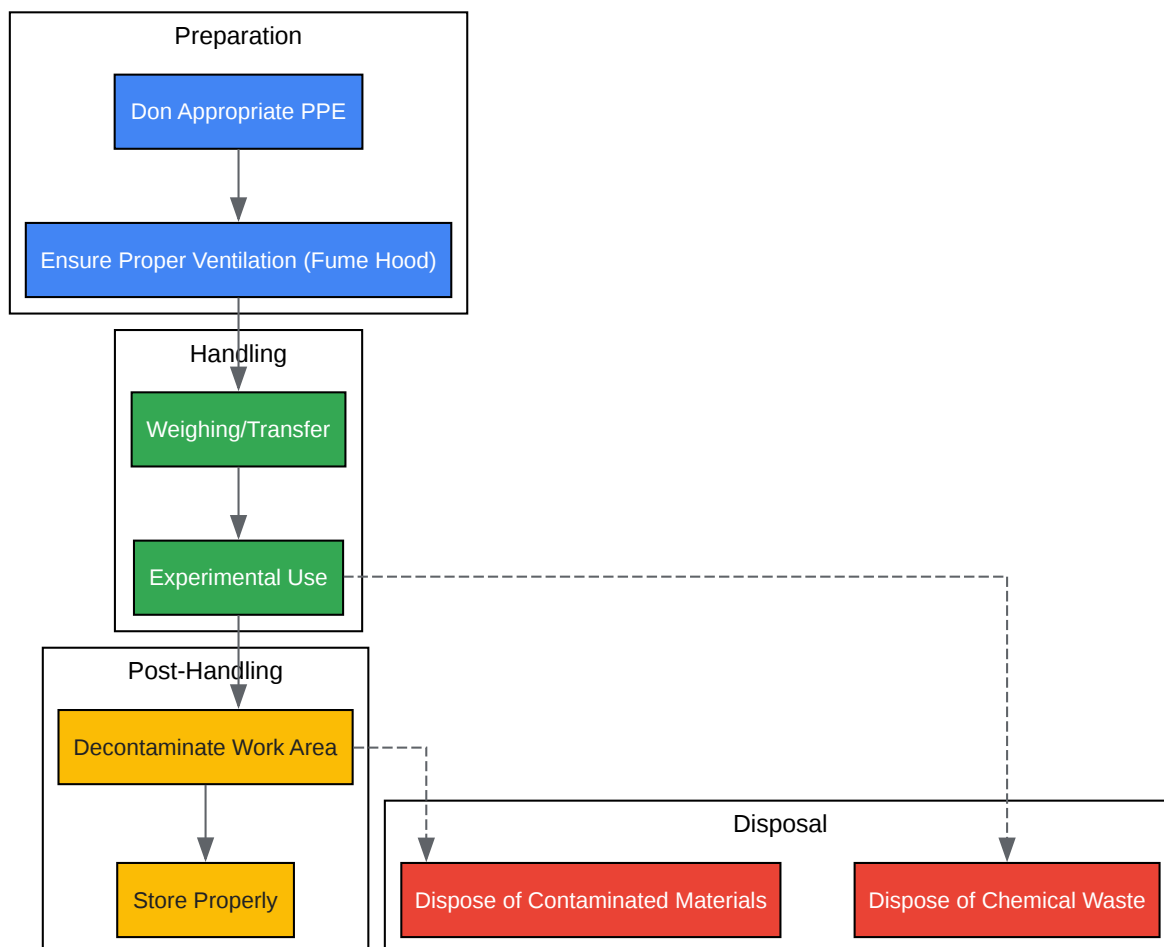 Preparation
Don Appropriate PPE
Ensure Proper Ventilation (Fume Hood)
Handling
Weighing/Transfer
Experimental Use
Post-Handling
Decontaminate Work Area
Store Properly
Disposal
Dispose of Contaminated Materials
Dispose of Chemical Waste